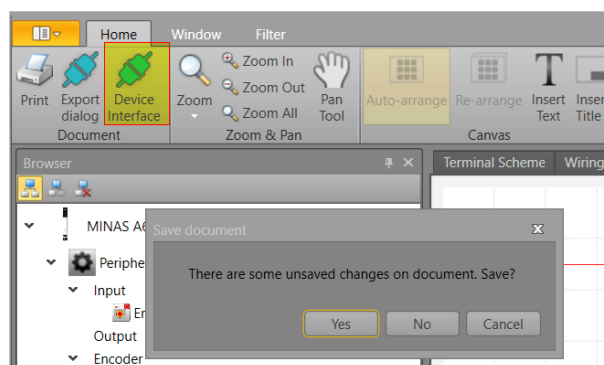 Home Window Filter
Zoom In
Zoom Out
Zoom All
Print Export dialog Device Interface Zoom Pan Tool Auto-arrange Re-arrange Insert Text Title
Document Zoom & Pan Canvas
Browser Terminal Scheme Wiring
MINAS
Save document
There are some unsaved changes on document. Save?
Input
Output
Yes No Cancel
Encoder